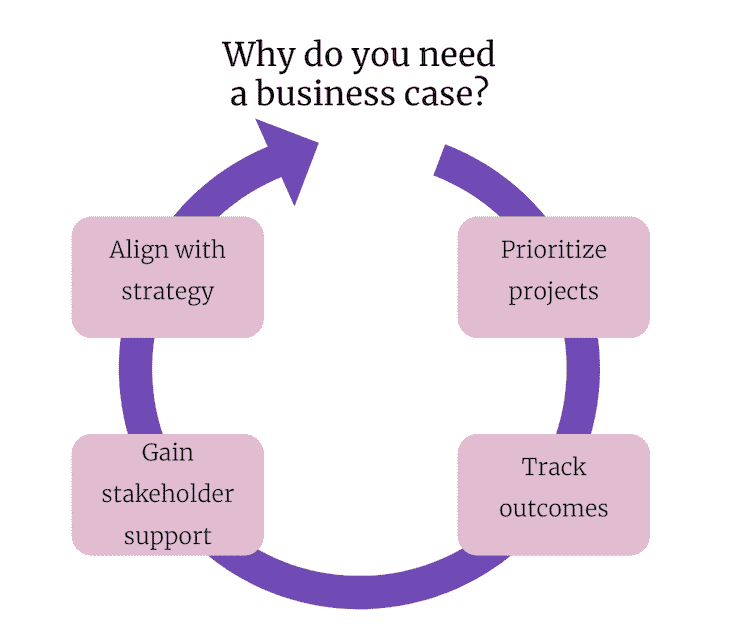 Why do you need
a business case?
Align with
strategy
Prioritize
projects
Gain
stakeholder
support
Track
outcomes